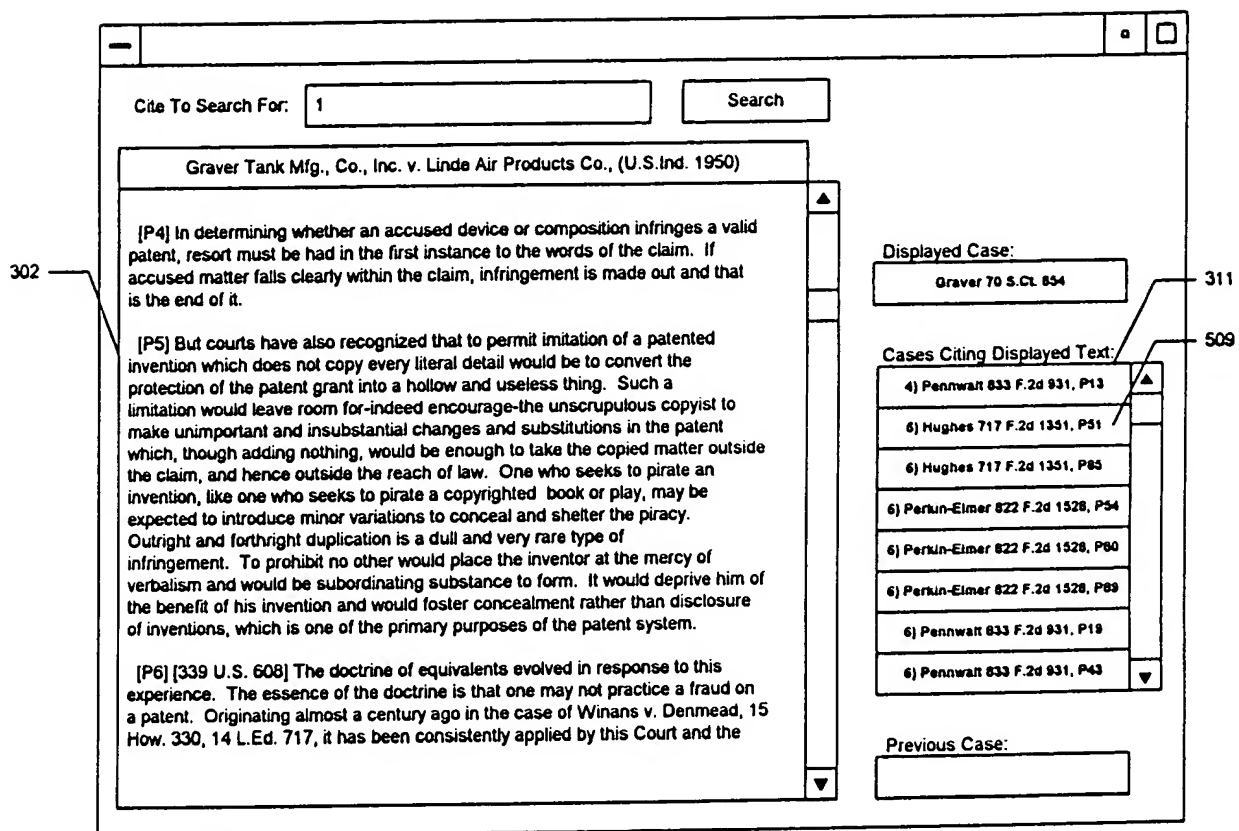 Cite To Search For: 1 Search
Graver Tank Mfg., Co., Inc. v. Linde Air Products Co., (U.S.Ind. 1950)
[P4] In determining whether an accused device or composition infringes a valid
patent, resort must be had in the first instance to the words of the claim. If
accused matter falls clearly within the claim, infringement is made out and that
is the end of it.
[P5] But courts have also recognized that to permit imitation of a patented
invention which does not copy every literal detail would be to convert the
protection of the patent grant into a hollow and useless thing. Such a
limitation would leave room for-indeed encourage-the unscrupulous copyist to
make unimportant and insubstantial changes and substitutions in the patent
which, though adding nothing, would be enough to take the copied matter outside
the claim, and hence outside the reach of law. One who seeks to pirate an
invention, like one who seeks to pirate a copyrighted book or play, may be
expected to introduce minor variations to conceal and shelter the piracy.
Outright and forthright duplication is a dull and very rare type of
infringement. To prohibit no other would place the inventor at the mercy of
verbalism and would be subordinating substance to form. It would deprive him of
the benefit of his invention and would foster concealment rather than disclosure
of inventions, which is one of the primary purposes of the patent system.
[P6] [339 U.S. 608] The doctrine of equivalents evolved in response to this
experience. The essence of the doctrine is that one may not practice a fraud on
a patent. Originating almost a century ago in the case of Winans v. Denmead, 15
How. 330, 14 L.Ed. 717, it has been consistently applied by this Court and the
302
Displayed Case:
Graver 70 S.Ct. 854
311
509
Cases Citing Displayed Text:
4) Pennwalt 833 F.2d 931, P13
6) Hughes 717 F.2d 1351, P51
6) Hughes 717 F.2d 1351, P85
6) Perkin-Elmer 822 F.2d 1528, P54
6) Perkin-Elmer 822 F.2d 1528, P60
6) Perkin-Elmer 822 F.2d 1528, P89
6) Pennwalt 833 F.2d 931, P19
6) Pennwalt 833 F.2d 931, P43
Previous Case: